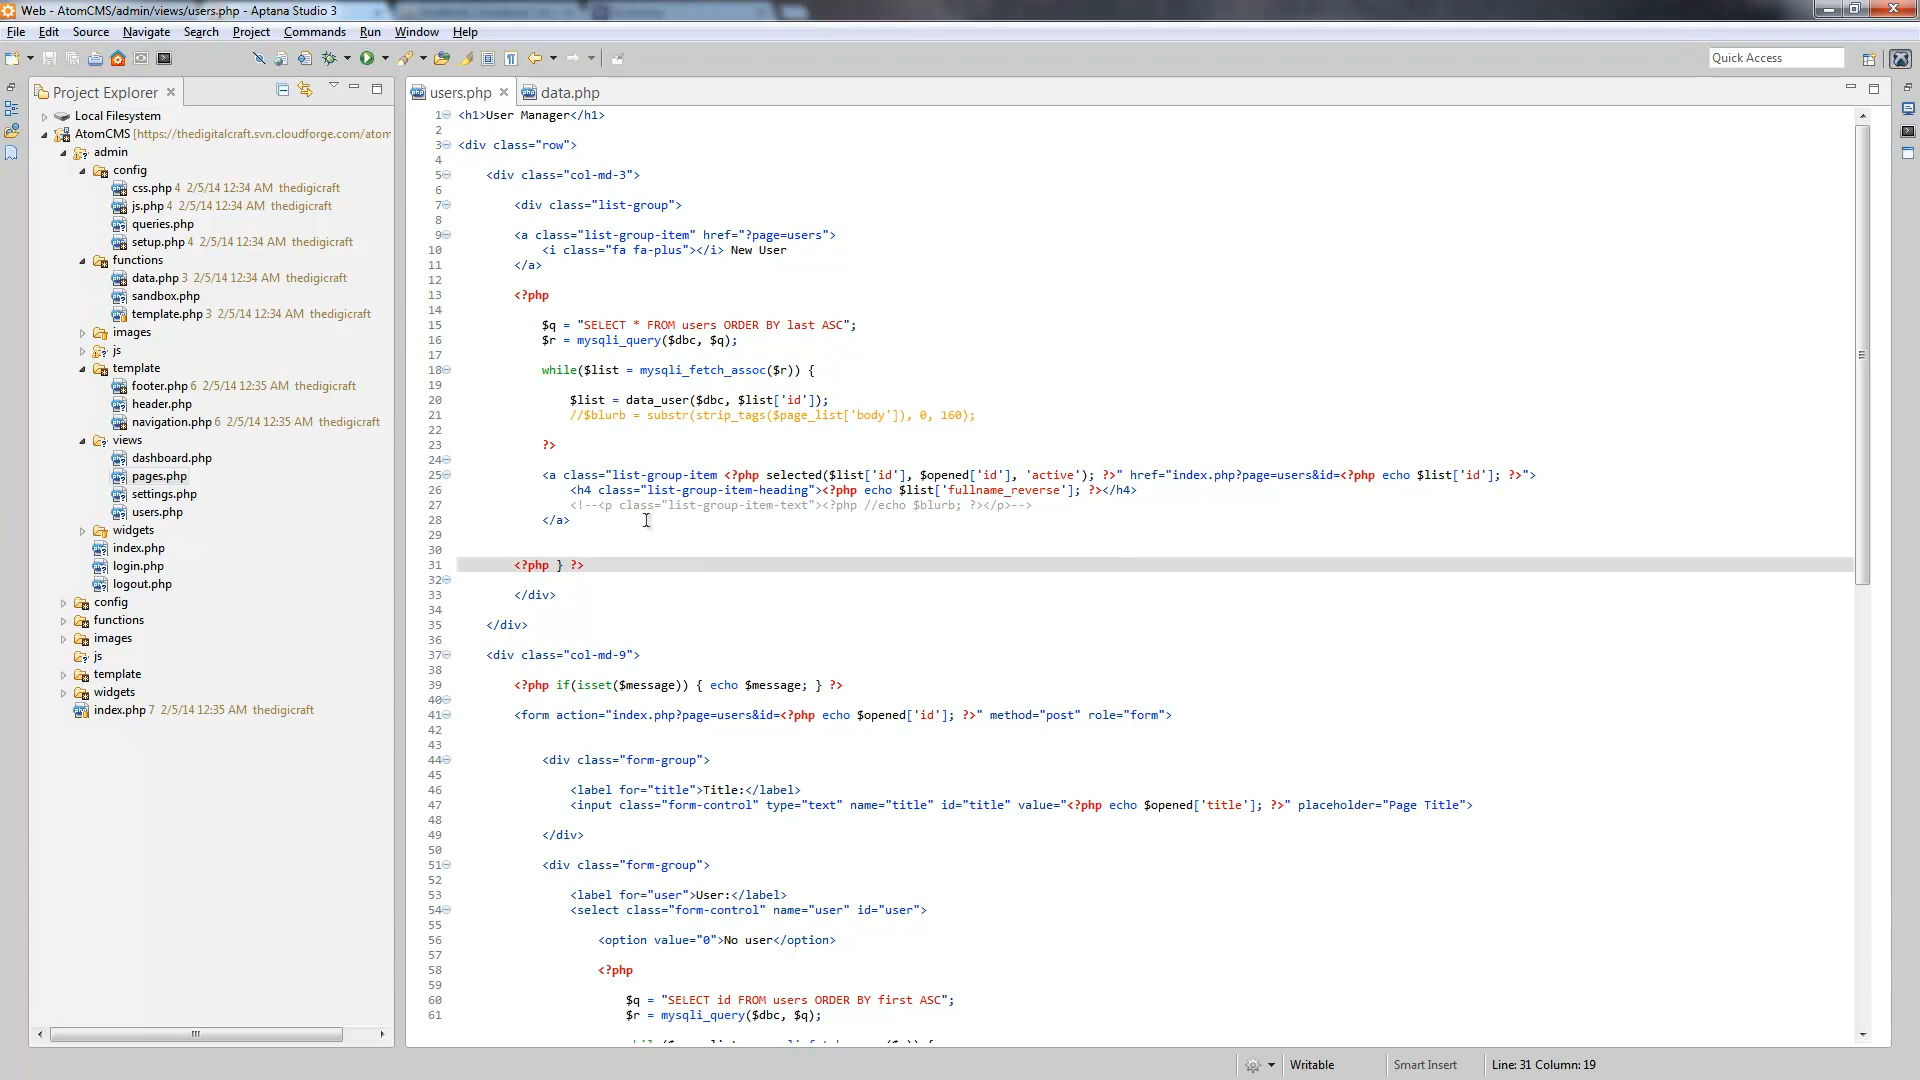 Web - AtomCMS/admin/views/users.php - Aptana Studio 3
File Edit Source Navigate Search Project Commands Run Window Help
Quick Access
Project Explorer
users.php
data.php
Local Filesystem
AtomCMS [https://thedigitalcraft.svn.cloudforge.com/atom
admin
config
css.php 4 2/5/14 12:34 AM thedigicraft
js.php 4 2/5/14 12:34 AM thedigicraft
queries.php
setup.php 4 2/5/14 12:34 AM thedigicraft
functions
data.php 3 2/5/14 12:34 AM thedigicraft
sandbox.php
template.php 3 2/5/14 12:34 AM thedigicraft
images
js
template
footer.php 6 2/5/14 12:35 AM thedigicraft
header.php
navigation.php 6 2/5/14 12:35 AM thedigicraft
views
dashboard.php
pages.php
settings.php
users.php
widgets
index.php
login.php
logout.php
config
functions
images
js
template
widgets
index.php 7 2/5/14 12:35 AM thedigicraft
1 <h1>User Manager</h1>
2
3 <div class="row">
4
5 <div class="col-md-3">
6
7 <div class="list-group">
8
9 <a class="list-group-item" href="?page=users">
10 <i class="fa fa-plus"></i> New User
11 </a>
12
13 <?php
14
15 $q = "SELECT * FROM users ORDER BY last ASC";
16 $r = mysqli_query($dbc, $q);
17
18 while($list = mysqli_fetch_assoc($r)) {
19
20 $list = data_user($dbc, $list['id']);
21 //$blurb = substr(strip_tags($page_list['body']), 0, 160);
22
23 ?>
24
25 <a class="list-group-item <?php selected($list['id'], $opened['id'], 'active'); ?>" href="index.php?page=users&id=<?php echo $list['id']; ?>">
26 <h4 class="list-group-item-heading"><?php echo $list['fullname_reverse']; ?></h4>
27 <!--<p class="list-group-item-text"><?php //echo $blurb; ?></p>-->
28 </a>
29
30
31 <?php } ?>
32
33 </div>
34
35 </div>
36
37 <div class="col-md-9">
38
39 <?php if(isset($message)) { echo $message; } ?>
40
41 <form action="index.php?page=users&id=<?php echo $opened['id']; ?>" method="post" role="form">
42
43
44 <div class="form-group">
45
46 <label for="title">Title:</label>
47 <input class="form-control" type="text" name="title" id="title" value="<?php echo $opened['title']; ?>" placeholder="Page Title">
48
49 </div>
50
51 <div class="form-group">
52
53 <label for="user">User:</label>
54 <select class="form-control" name="user" id="user">
55
56 <option value="0">No user</option>
57
58 <?php
59
60 $q = "SELECT id FROM users ORDER BY first ASC";
61 $r = mysqli_query($dbc, $q);
Writable
Smart Insert
Line: 31 Column: 19